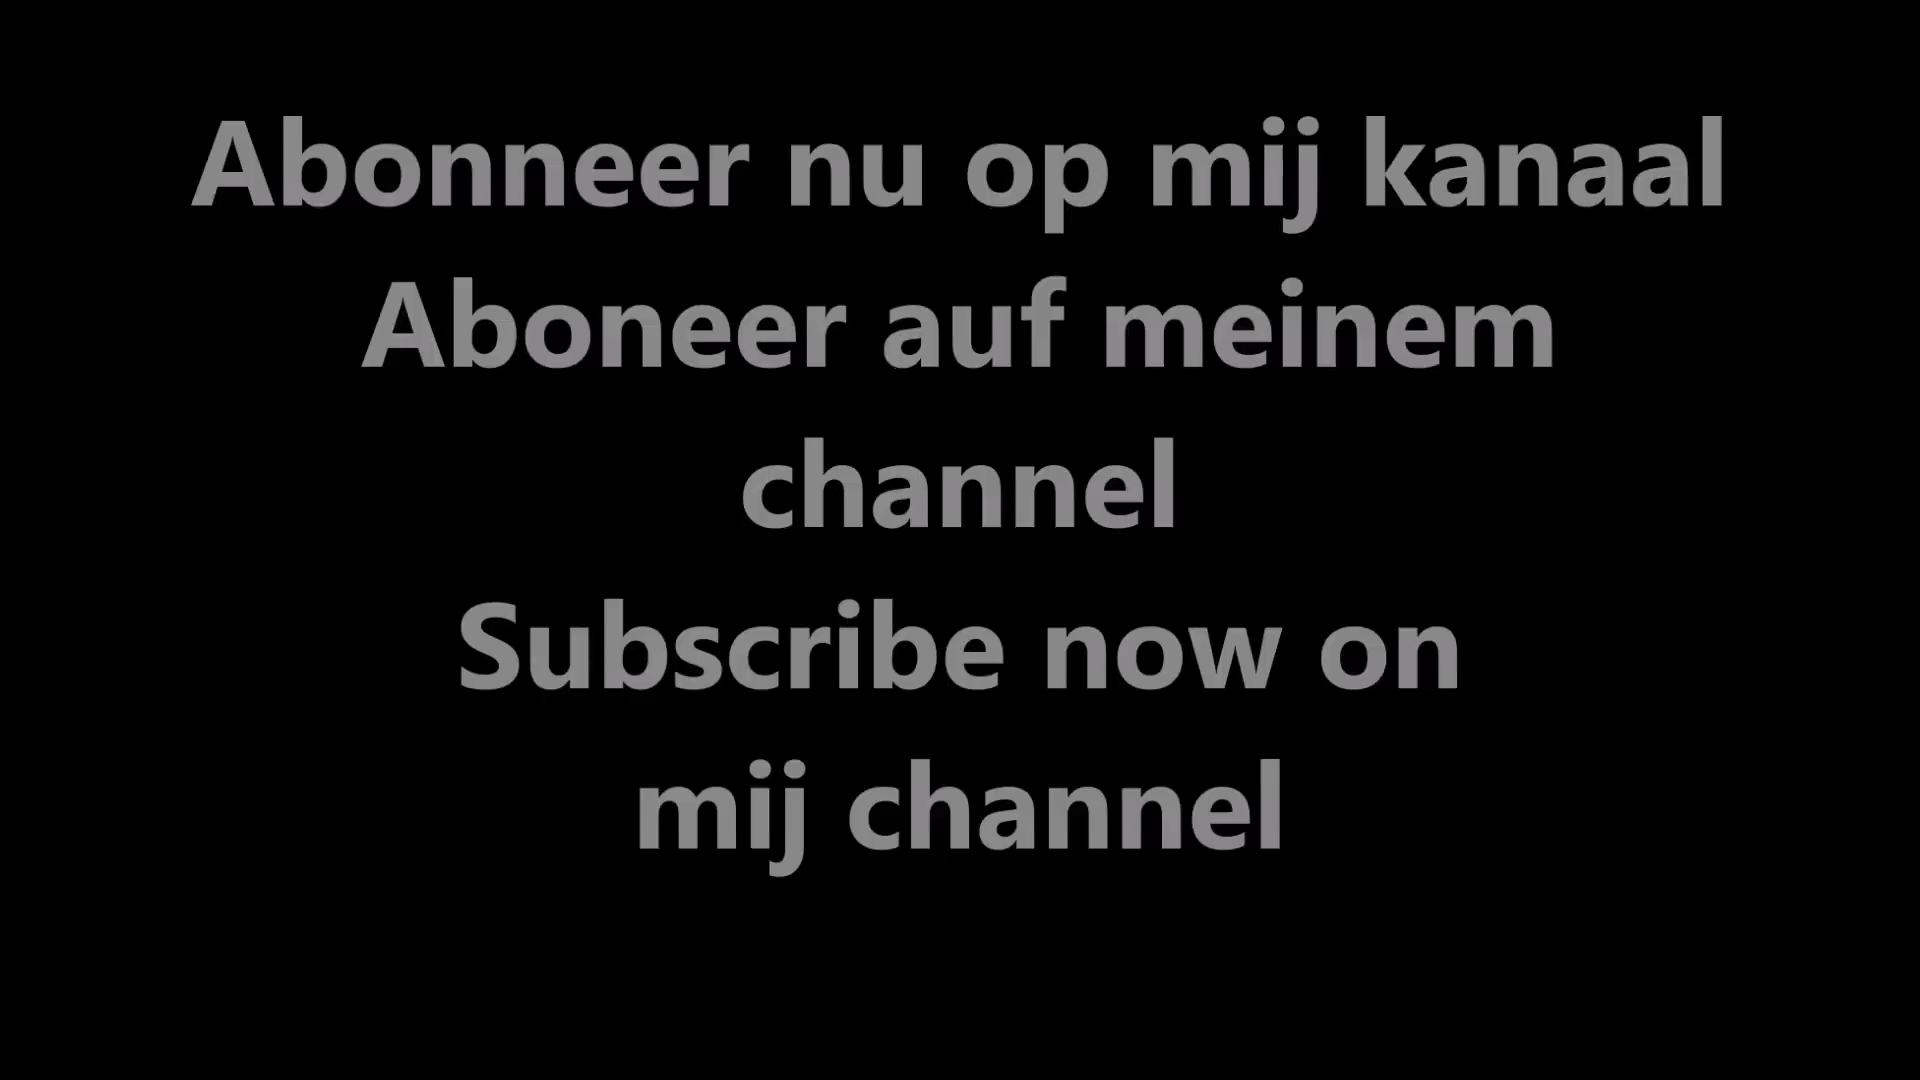 Abonneer nu op mij kanaal
Aboneer auf meinem
channel
Subscribe now on
mij channel